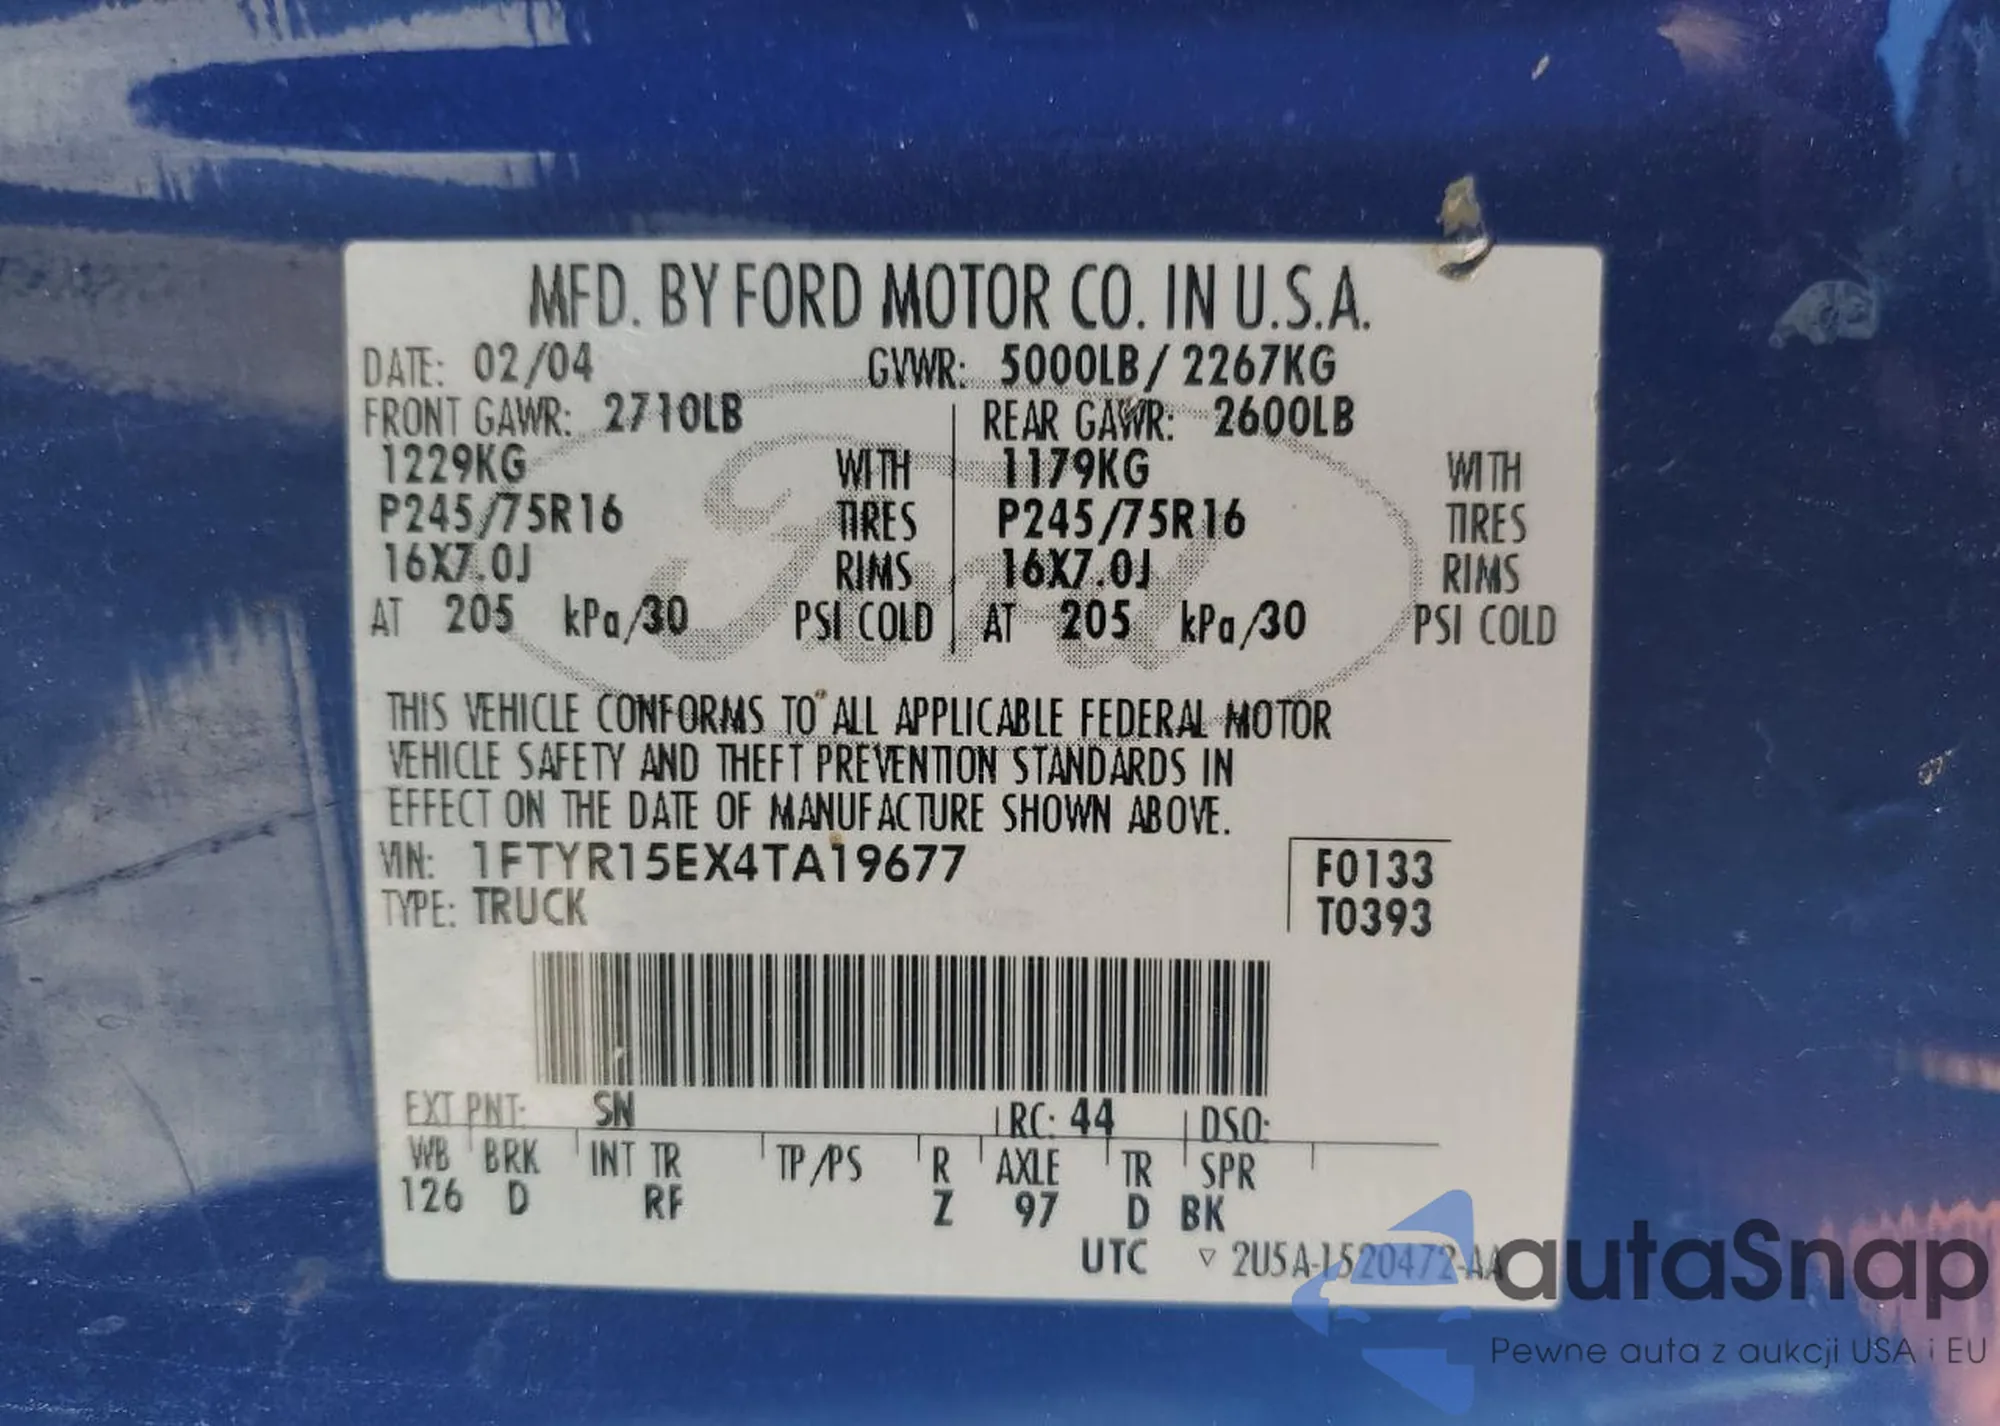 MFD. BY FORD MOTOR CO. IN U.S.A.
DATE: 02/04 GVWR: 5000LB / 2267KG
FRONT GAWR: 2710LB REAR GAWR: 2600LB
1229KG WITH 1179KG WITH
P245/75R16 TIRES P245/75R16 TIRES
16X7.0J RIMS 16X7.0J RIMS
AT 205 kPa/30 PSI COLD AT 205 kPa/30 PSI COLD
Ford
THIS VEHICLE CONFORMS TO ALL APPLICABLE FEDERAL MOTOR
VEHICLE SAFETY AND THEFT PREVENTION STANDARDS IN
EFFECT ON THE DATE OF MANUFACTURE SHOWN ABOVE.
VIN: 1FTYR15EX4TA19677 F0133
TYPE: TRUCK T0393
EXT PNT: SN RC: 44 DSO:
WB BRK INT TR TP/PS R AXLE TR SPR
126 D RF Z 97 D BK
UTC ▽ 2U5A-1520472-AA
autaSnap
Pewne auta z aukcji USA i EU